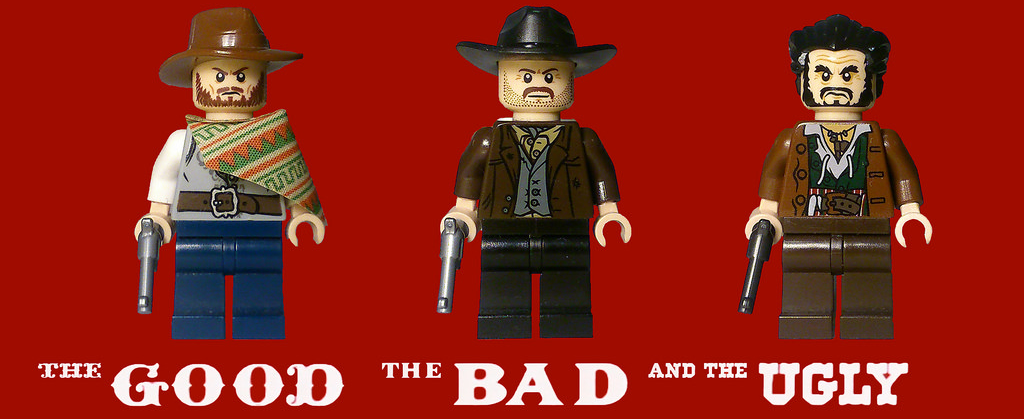 THE GOOD THE BAD AND THE UGLY